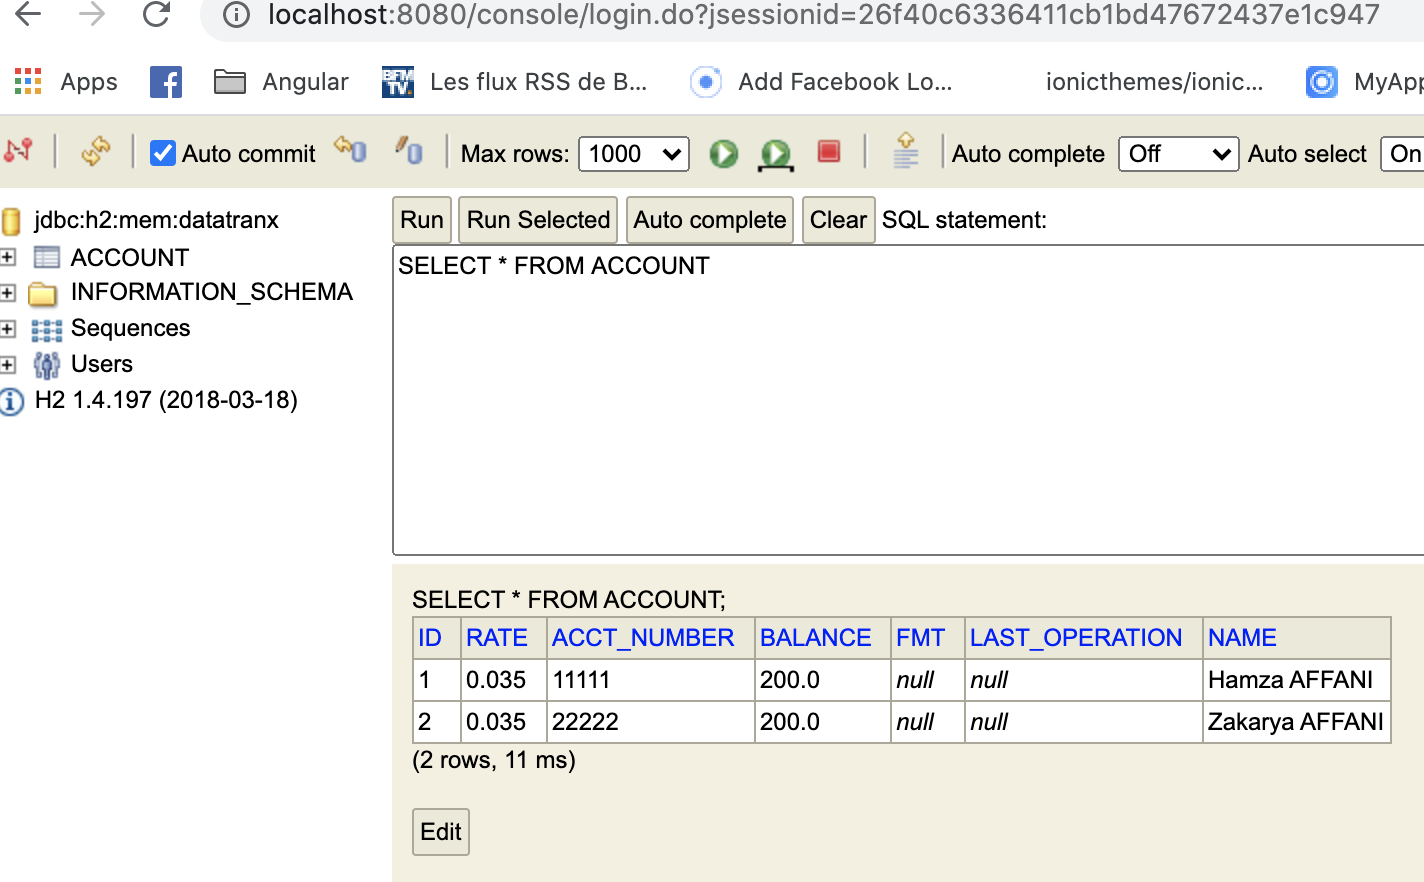 localhost:8080/console/login.do?jsessionid=26f40c6336411cb1bd47672437e1c947
Apps Angular BFM TV. Les flux RSS de B... Add Facebook Lo... ionicthemes/ionic... MyApp
Auto commit Max rows: 1000 Auto complete Off Auto select On
jdbc:h2:mem:datatranx
ACCOUNT
INFORMATION_SCHEMA
Sequences
Users
H2 1.4.197 (2018-03-18)
Run Run Selected Auto complete Clear SQL statement:
SELECT * FROM ACCOUNT
SELECT * FROM ACCOUNT;
ID RATE ACCT_NUMBER BALANCE FMT LAST_OPERATION NAME
1 0.035 11111 200.0 null null Hamza AFFANI
2 0.035 22222 200.0 null null Zakarya AFFANI
(2 rows, 11 ms)
Edit